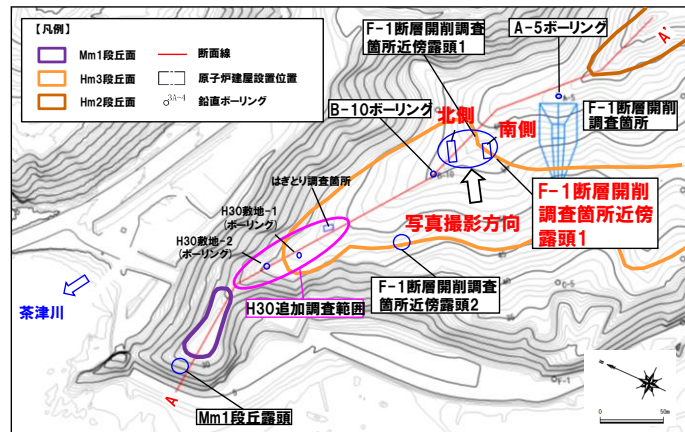 【凡例】
Mm1段丘面
Hm3段丘面
Hm2段丘面
断面線
原子炉建屋設置位置
3A-4
鉛直ボーリング
F-1断層開削調査
箇所近傍露頭1
A-5ボーリング
A'
A-5
F-1断層開削
調査箇所
B-10ボーリング
北側
南側
B-10
はぎとり調査箇所
F-1断層開削
調査箇所近傍
露頭1
写真撮影方向
H30敷地-1
(ボーリング)
H30敷地-2
(ボーリング)
F-1断層開削調査
箇所近傍露頭2
H30追加調査範囲
茶津川
C-5
F-1
A
Mm1段丘露頭
0
50m